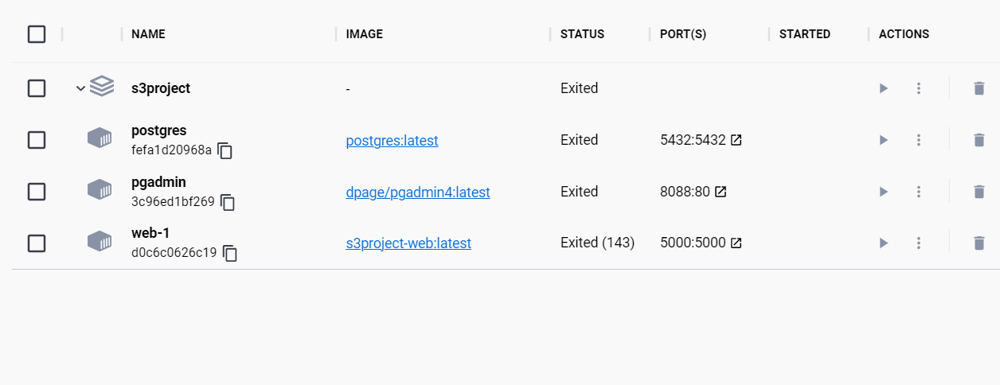 NAME IMAGE STATUS PORT(S) STARTED ACTIONS
s3project - Exited
postgres
fefa1d20968a postgres:latest Exited 5432:5432
pgadmin
3c96ed1bf269 dpage/pgadmin4:latest Exited 8088:80
web-1
d0c6c0626c19 s3project-web:latest Exited (143) 5000:5000